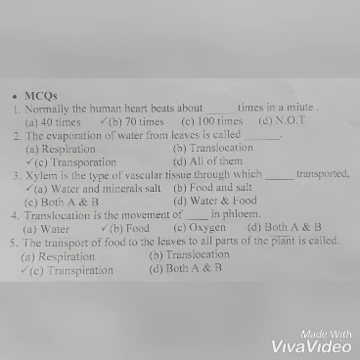 • MCQs
1. Normally the human heart beats about ______ times in a miute .
(a) 40 times ✓(b) 70 times (c) 100 times (d) N.O.T
2. The evaporation of water from leaves is called ______.
(a) Respiration (b) Translocation
✓(c) Transporation (d) All of them
3. Xylem is the type of vascular tissue through which _____ transported,
✓(a) Water and minerals salt (b) Food and salt
(c) Both A & B (d) Water & Food
4. Translocation is the movement of ____ in phloem.
(a) Water ✓(b) Food (c) Oxygen (d) Both A & B
5. The transport of food to the leaves to all parts of the plant is called.
(a) Respiration (b) Translocation
✓(c) Transpiration (d) Both A & B
Made With
VivaVideo